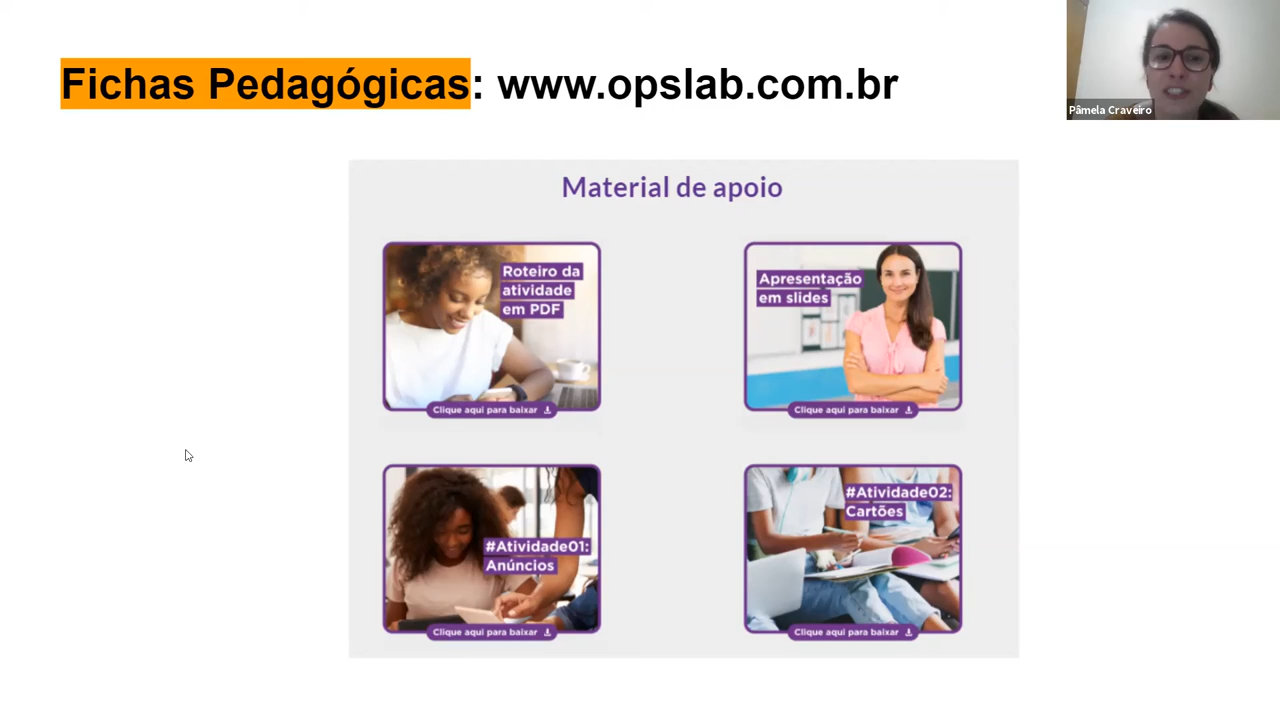 Fichas Pedagógicas: www.opslab.com.br
Pâmela Craveiro
Material de apoio
Roteiro da
atividade
em PDF
Clique aqui para baixar
Apresentação
em slides
Clique aqui para baixar
#Atividade01:
Anúncios
Clique aqui para baixar
#Atividade02:
Cartões
Clique aqui para baixar